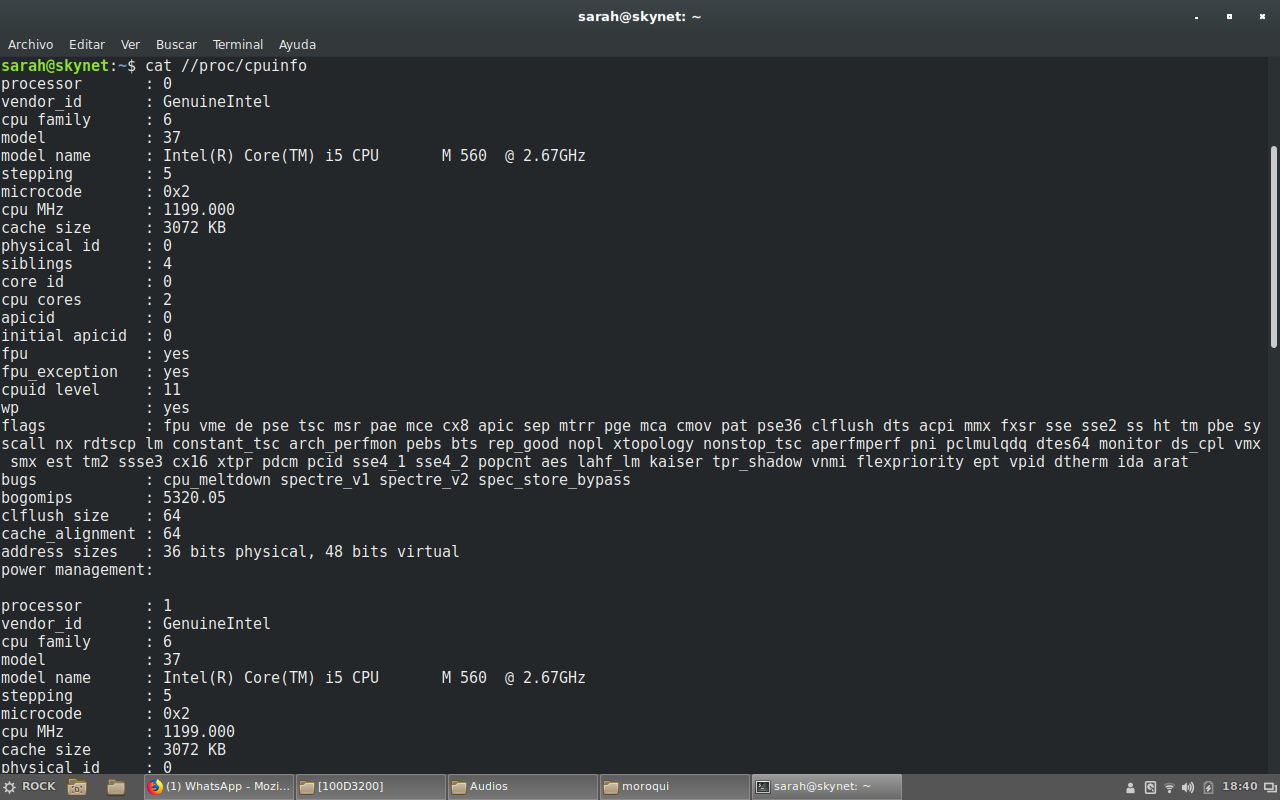 sarah@skynet: ~
Archivo Editar Ver Buscar Terminal Ayuda
sarah@skynet:~$ cat //proc/cpuinfo
processor       : 0
vendor_id       : GenuineIntel
cpu family      : 6
model           : 37
model name      : Intel(R) Core(TM) i5 CPU       M 560  @ 2.67GHz
stepping        : 5
microcode       : 0x2
cpu MHz         : 1199.000
cache size      : 3072 KB
physical id     : 0
siblings        : 4
core id         : 0
cpu cores       : 2
apicid          : 0
initial apicid  : 0
fpu             : yes
fpu_exception   : yes
cpuid level     : 11
wp              : yes
flags           : fpu vme de pse tsc msr pae mce cx8 apic sep mtrr pge mca cmov pat pse36 clflush dts acpi mmx fxsr sse sse2 ss ht tm pbe sy
scall nx rdtscp lm constant_tsc arch_perfmon pebs bts rep_good nopl xtopology nonstop_tsc aperfmperf pni pclmulqdq dtes64 monitor ds_cpl vmx
 smx est tm2 ssse3 cx16 xtpr pdcm pcid sse4_1 sse4_2 popcnt aes lahf_lm kaiser tpr_shadow vnmi flexpriority ept vpid dtherm ida arat
bugs            : cpu_meltdown spectre_v1 spectre_v2 spec_store_bypass
bogomips        : 5320.05
clflush size    : 64
cache_alignment : 64
address sizes   : 36 bits physical, 48 bits virtual
power management:
processor       : 1
vendor_id       : GenuineIntel
cpu family      : 6
model           : 37
model name      : Intel(R) Core(TM) i5 CPU       M 560  @ 2.67GHz
stepping        : 5
microcode       : 0x2
cpu MHz         : 1199.000
cache size      : 3072 KB
physical id     : 0
ROCK (1) WhatsApp - Mozi... [100D3200] Audios moroqui sarah@skynet: ~ 18:40